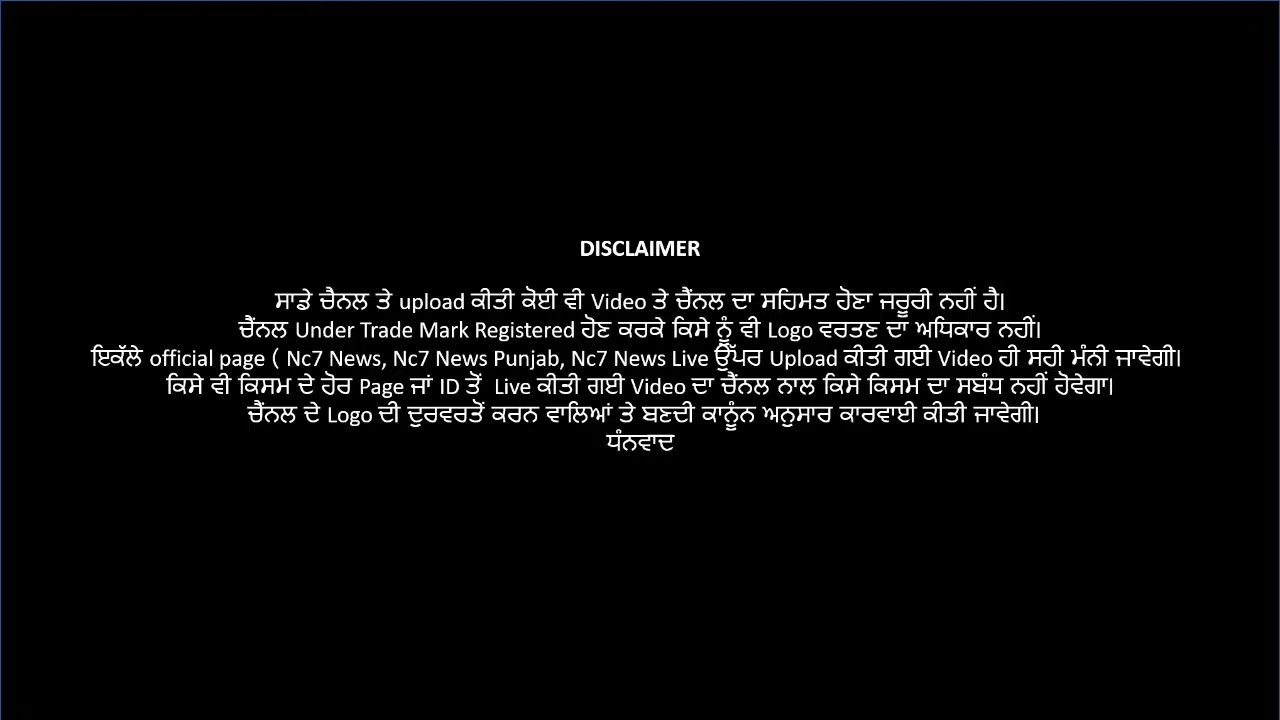 DISCLAIMER
ਸਾਡੇ ਚੈਨਲ ਤੇ upload ਕੀਤੀ ਕੋਈ ਵੀ Video ਤੇ ਚੈਂਨਲ ਦਾ ਸਹਿਮਤ ਹੋਣਾ ਜਰੂਰੀ ਨਹੀਂ ਹੈ।
ਚੈਂਨਲ Under Trade Mark Registered ਹੋਣ ਕਰਕੇ ਕਿਸੇ ਨੂੰ ਵੀ Logo ਵਰਤਣ ਦਾ ਅਧਿਕਾਰ ਨਹੀਂ।
ਇਕੱਲੇ official page ( Nc7 News, Nc7 News Punjab, Nc7 News Live ਉੱਪਰ Upload ਕੀਤੀ ਗਈ Video ਹੀ ਸਹੀ ਮੰਨੀ ਜਾਵੇਗੀ।
ਕਿਸੇ ਵੀ ਕਿਸਮ ਦੇ ਹੋਰ Page ਜਾਂ ID ਤੋਂ Live ਕੀਤੀ ਗਈ Video ਦਾ ਚੈਂਨਲ ਨਾਲ ਕਿਸੇ ਕਿਸਮ ਦਾ ਸਬੰਧ ਨਹੀਂ ਹੋਵੇਗਾ।
ਚੈਂਨਲ ਦੇ Logo ਦੀ ਦੁਰਵਰਤੋਂ ਕਰਨ ਵਾਲਿਆਂ ਤੇ ਬਣਦੀ ਕਾਨੂੰਨ ਅਨੁਸਾਰ ਕਾਰਵਾਈ ਕੀਤੀ ਜਾਵੇਗੀ।
ਧੰਨਵਾਦ